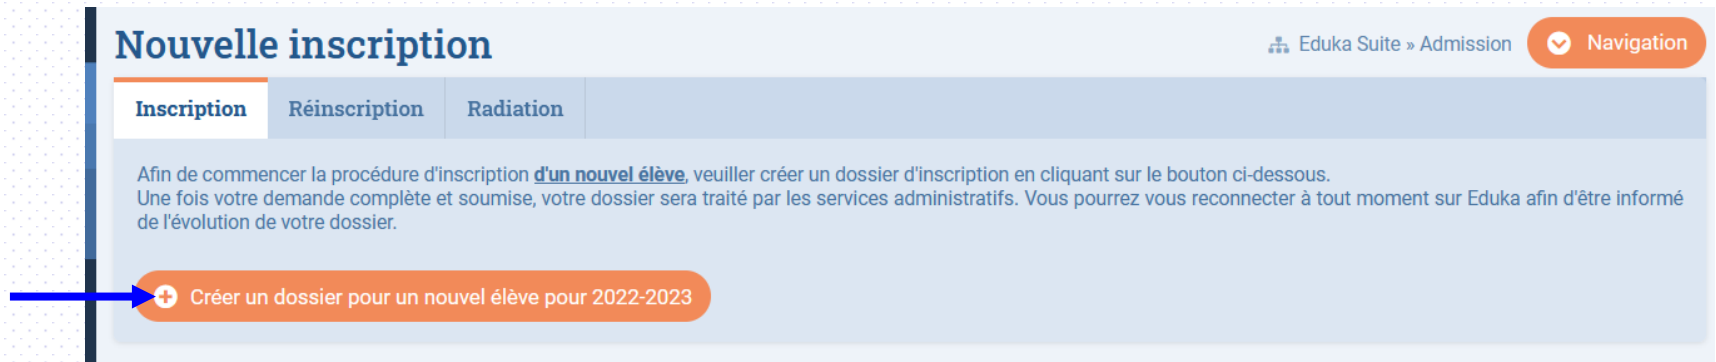 Nouvelle inscription
Eduka Suite » Admission
Navigation
Inscription
Réinscription
Radiation
Afin de commencer la procédure d'inscription d'un nouvel élève, veuiller créer un dossier d'inscription en cliquant sur le bouton ci-dessous.
Une fois votre demande complète et soumise, votre dossier sera traité par les services administratifs. Vous pourrez vous reconnecter à tout moment sur Eduka afin d'être informé
de l'évolution de votre dossier.
Créer un dossier pour un nouvel élève pour 2022-2023